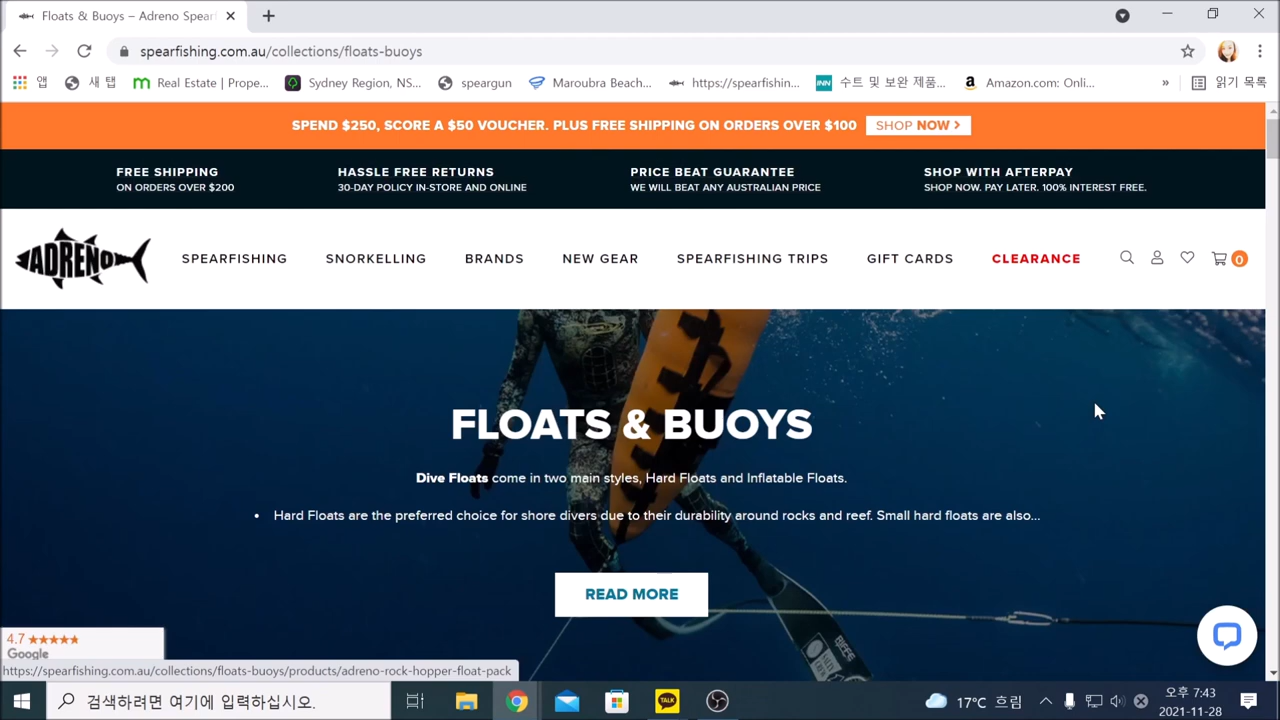 Floats & Buoys – Adreno Spearf
spearfishing.com.au/collections/floats-buoys
앱 새 탭 Real Estate | Prope... Sydney Region, NS... speargun Maroubra Beach... https://spearfishin... 수트 및 보완 제품... Amazon.com: Onli... » 읽기 목록
SPEND $250, SCORE A $50 VOUCHER. PLUS FREE SHIPPING ON ORDERS OVER $100 SHOP NOW >
FREE SHIPPING HASSLE FREE RETURNS PRICE BEAT GUARANTEE SHOP WITH AFTERPAY
ON ORDERS OVER $200 30-DAY POLICY IN-STORE AND ONLINE WE WILL BEAT ANY AUSTRALIAN PRICE SHOP NOW. PAY LATER. 100% INTEREST FREE.
ADRENO SPEARFISHING SNORKELLING BRANDS NEW GEAR SPEARFISHING TRIPS GIFT CARDS CLEARANCE 0
FLOATS & BUOYS
Dive Floats come in two main styles, Hard Floats and Inflatable Floats.
• Hard Floats are the preferred choice for shore divers due to their durability around rocks and reef. Small hard floats are also...
READ MORE
4.7
Google
https://spearfishing.com.au/collections/floats-buoys/products/adreno-rock-hopper-float-pack
검색하려면 여기에 입력하십시오. TALK 17°C 흐림 오후 7:43
2021-11-28